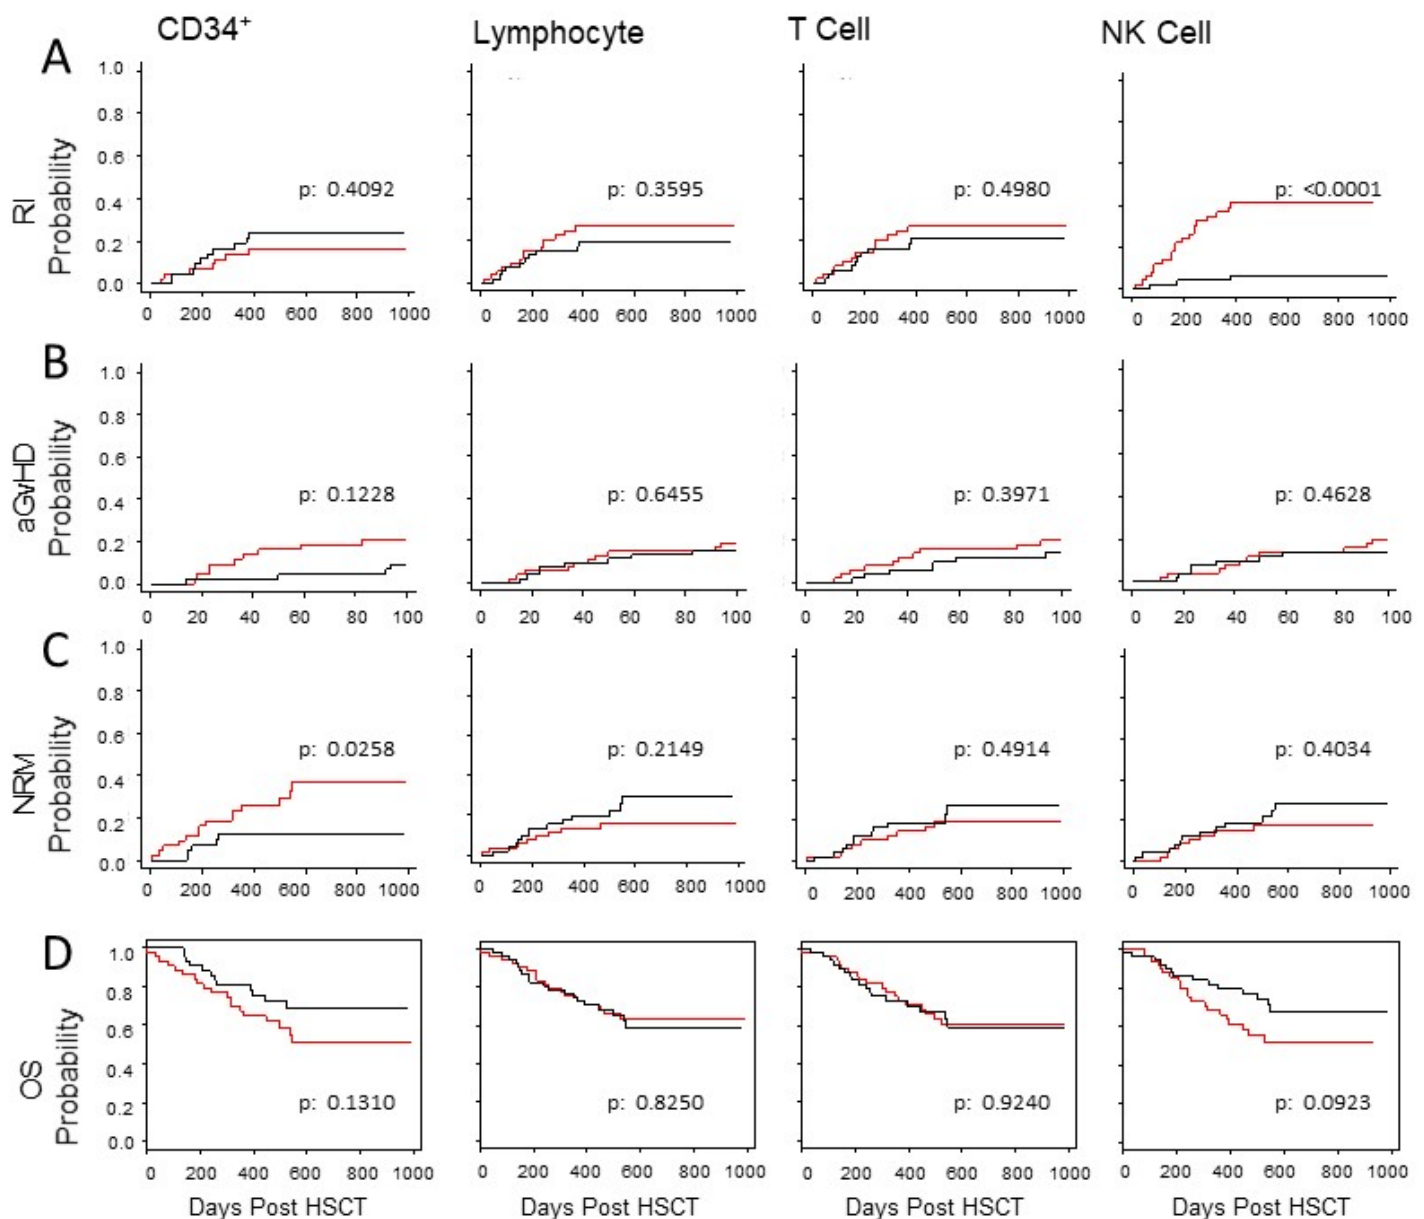 CD34+ Lymphocyte T Cell NK Cell
A
RI
Probability
1.0
0.8
0.6
0.4
0.2
0.0
p: 0.4092 p: 0.3595 p: 0.4980 p: <0.0001
0 200 400 600 800 1000 0 200 400 600 800 1000 0 200 400 600 800 1000 0 200 400 600 800 1000
B
aGvHD
Probability
1.0
0.8
0.6
0.4
0.2
0.0
p: 0.1228 p: 0.6455 p: 0.3971 p: 0.4628
0 20 40 60 80 100 0 20 40 60 80 100 0 20 40 60 80 100 0 20 40 60 80 100
C
NRM
Probability
1.0
0.8
0.6
0.4
0.2
0.0
p: 0.0258 p: 0.2149 p: 0.4914 p: 0.4034
0 200 400 600 800 1000 0 200 400 600 800 1000 0 200 400 600 800 1000 0 200 400 600 800 1000
D
OS
Probability
1.0
0.8
0.6
0.4
0.2
0.0
p: 0.1310 p: 0.8250 p: 0.9240 p: 0.0923
0 200 400 600 800 1000 0 200 400 600 800 1000 0 200 400 600 800 1000 0 200 400 600 800 1000
Days Post HSCT Days Post HSCT Days Post HSCT Days Post HSCT